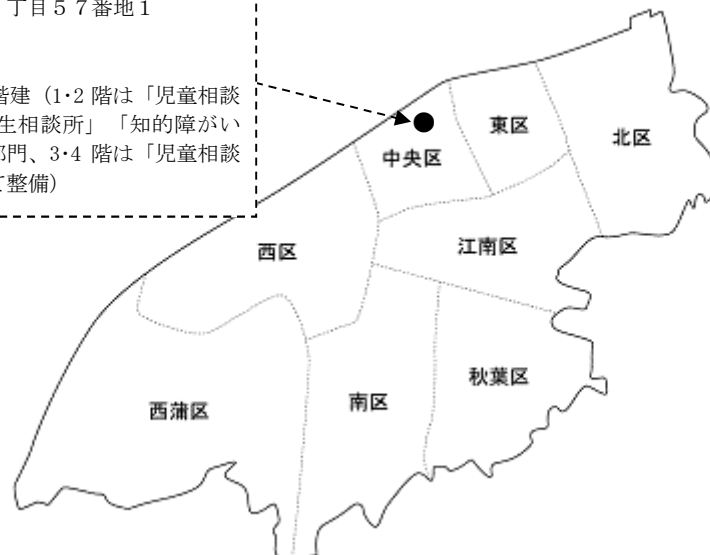 丁目５７番地１
階建（1・2 階は「児童相談
生相談所」「知的障がい
部門、3・4 階は「児童相談
て整備）
東区
北区
中央区
西区
江南区
秋葉区
南区
西蒲区